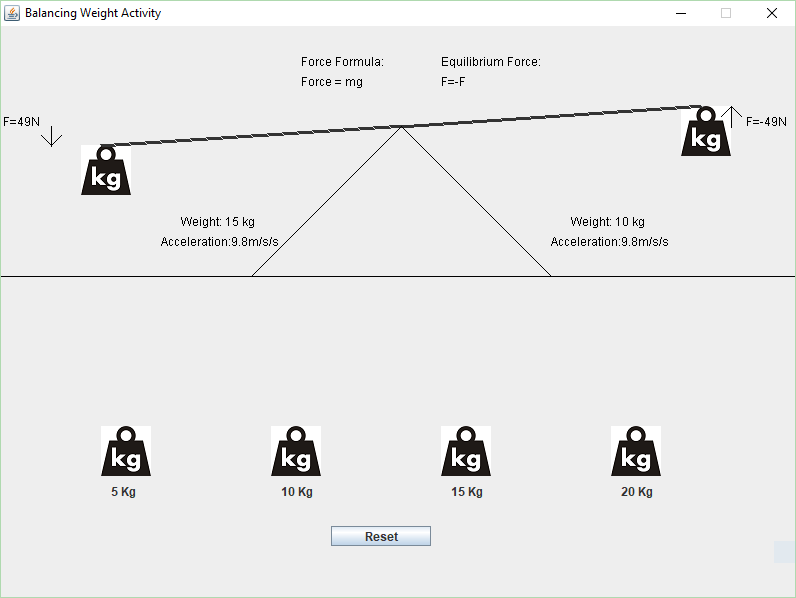 Balancing Weight Activity
Force Formula: Equilibrium Force:
Force = mg F=-F
F=49N F=-49N
kg kg
Weight: 15 kg Weight: 10 kg
Acceleration:9.8m/s/s Acceleration:9.8m/s/s
kg kg kg kg
5 Kg 10 Kg 15 Kg 20 Kg
Reset